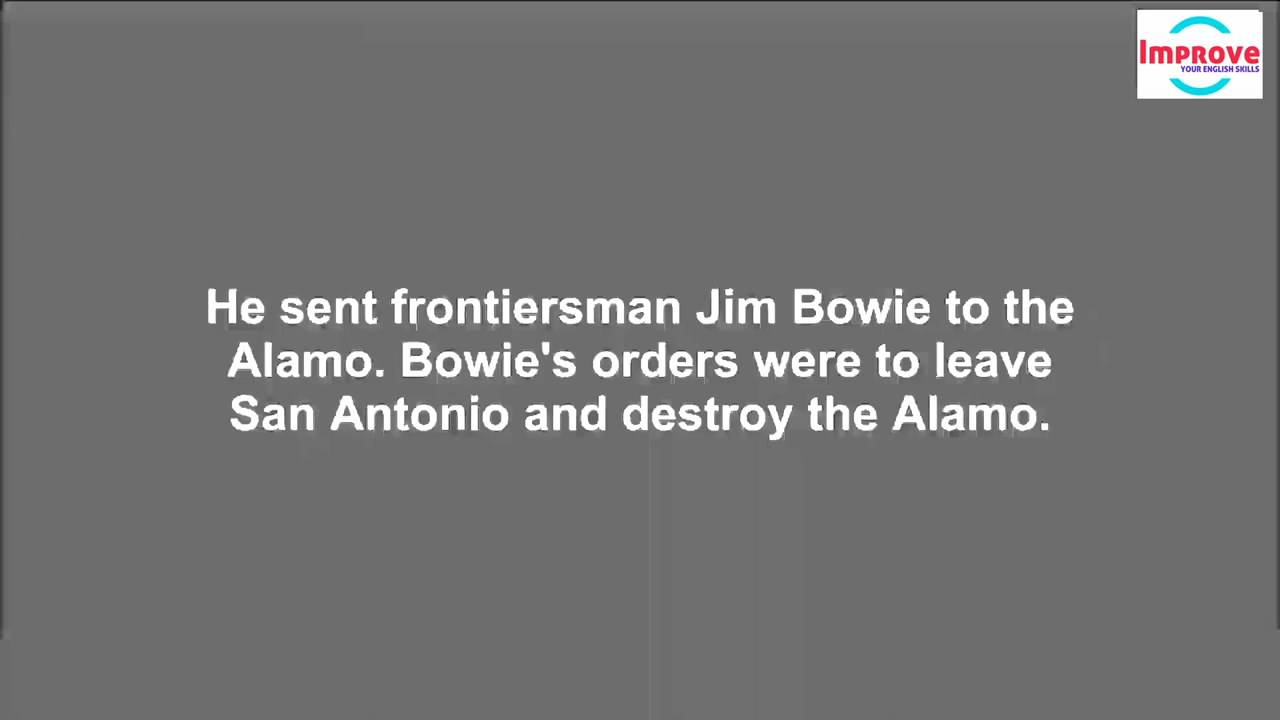 Improve
YOUR ENGLISH SKILLS
He sent frontiersman Jim Bowie to the
Alamo. Bowie's orders were to leave
San Antonio and destroy the Alamo.